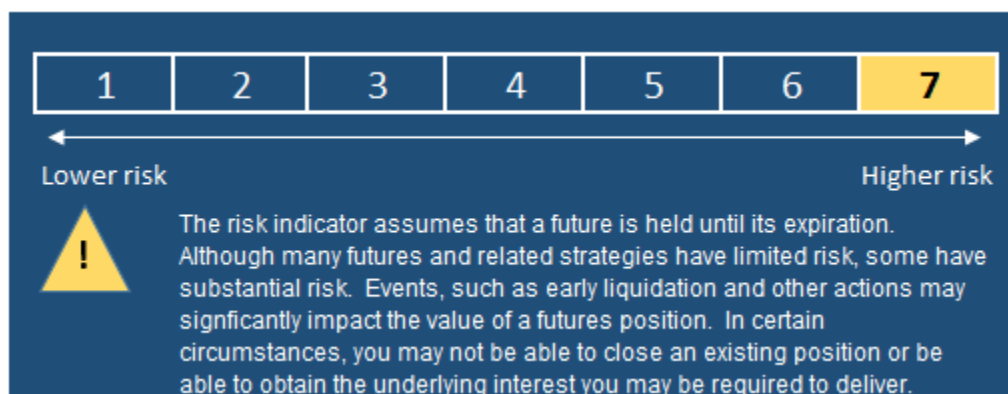 1 2 3 4 5 6 7
Lower risk Higher risk
!
The risk indicator assumes that a future is held until its expiration.
Although many futures and related strategies have limited risk, some have
substantial risk.  Events, such as early liquidation and other actions may
signficantly impact the value of a futures position.  In certain
circumstances, you may not be able to close an existing position or be
able to obtain the underlying interest you may be required to deliver.